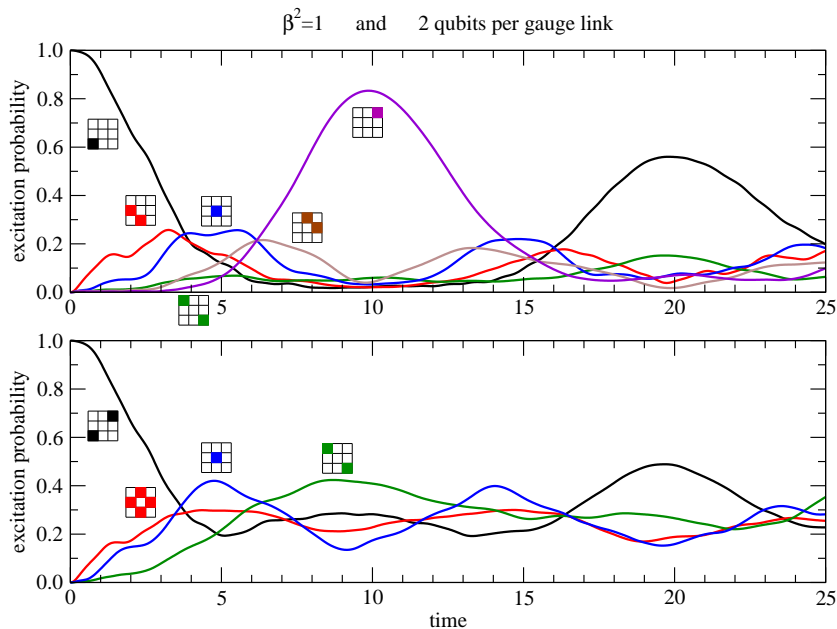 β²=1 and 2 qubits per gauge link
excitation probability
1.0
0.8
0.6
0.4
0.2
0.0
0 5 10 15 20 25
excitation probability
1.0
0.8
0.6
0.4
0.2
0.0
0 5 10 15 20 25
time